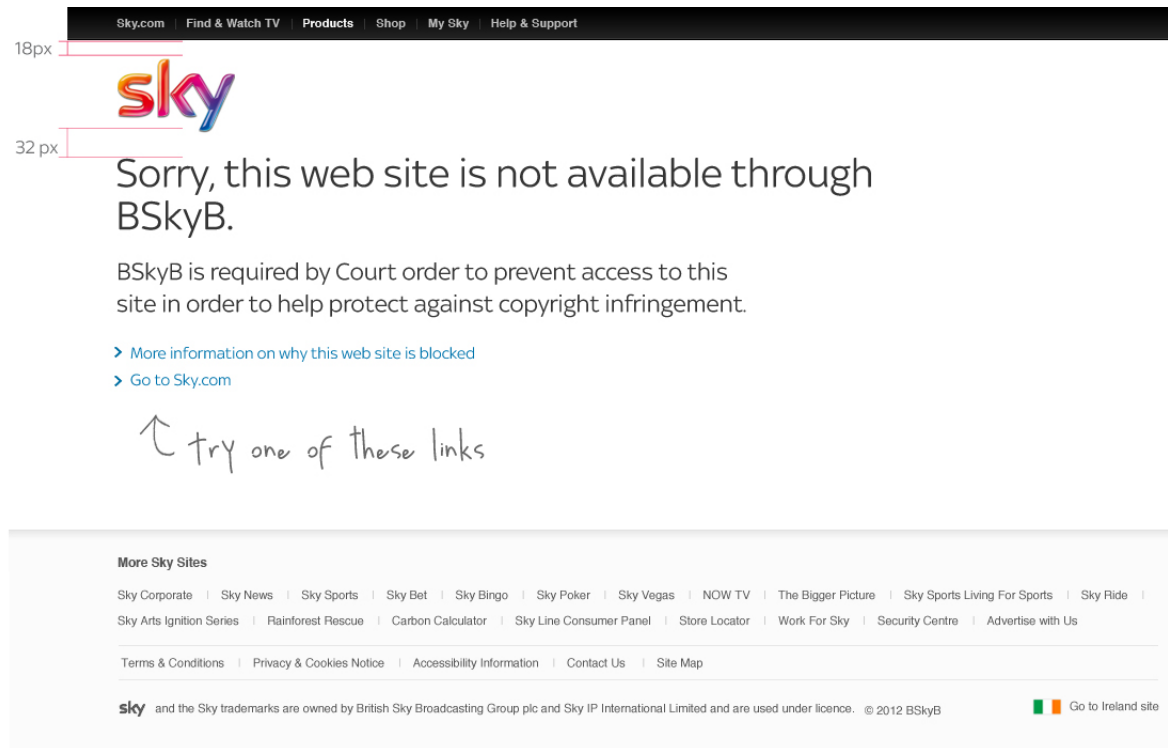 Sky.com | Find & Watch TV | Products | Shop | My Sky | Help & Support
18px
sky
32 px
Sorry, this web site is not available through
BSkyB.
BSkyB is required by Court order to prevent access to this
site in order to help protect against copyright infringement.
More information on why this web site is blocked
Go to Sky.com
try one of these links
More Sky Sites
Sky Corporate | Sky News | Sky Sports | Sky Bet | Sky Bingo | Sky Poker | Sky Vegas | NOW TV | The Bigger Picture | Sky Sports Living For Sports | Sky Ride |
Sky Arts Ignition Series | Rainforest Rescue | Carbon Calculator | Sky Line Consumer Panel | Store Locator | Work For Sky | Security Centre | Advertise with Us
Terms & Conditions | Privacy & Cookies Notice | Accessibility Information | Contact Us | Site Map
sky and the Sky trademarks are owned by British Sky Broadcasting Group plc and Sky IP International Limited and are used under licence. © 2012 BSkyB Go to Ireland site